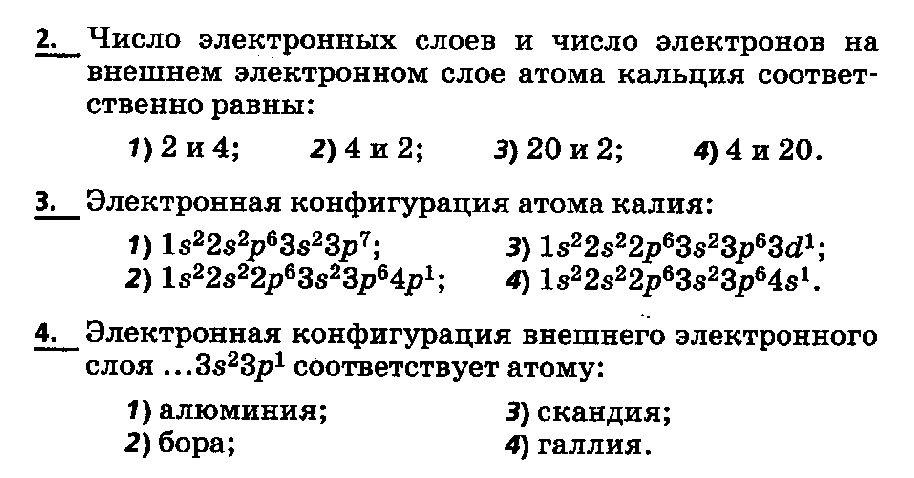 2. Число электронных слоев и число электронов на
внешнем электронном слое атома кальция соответ-
ственно равны:
1) 2 и 4; 2) 4 и 2; 3) 20 и 2; 4) 4 и 20.
3. Электронная конфигурация атома калия:
1) 1s²2s²p⁶3s²3p⁷; 3) 1s²2s²2p⁶3s²3p⁶3d¹;
2) 1s²2s²2p⁶3s²3p⁶4p¹; 4) 1s²2s²2p⁶3s²3p⁶4s¹.
4. Электронная конфигурация внешнего электронного
слоя ...3s²3p¹ соответствует атому:
1) алюминия; 3) скандия;
2) бора; 4) галлия.